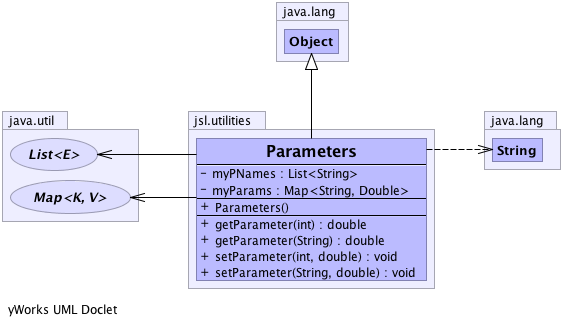 java.lang
Object
java.util
List<E>
Map<K, V>
jsl.utilities
Parameters
- myPNames : List<String>
- myParams : Map<String, Double>
+ Parameters()
+ getParameter(int) : double
+ getParameter(String) : double
+ setParameter(int, double) : void
+ setParameter(String, double) : void
java.lang
String
yWorks UML Doclet